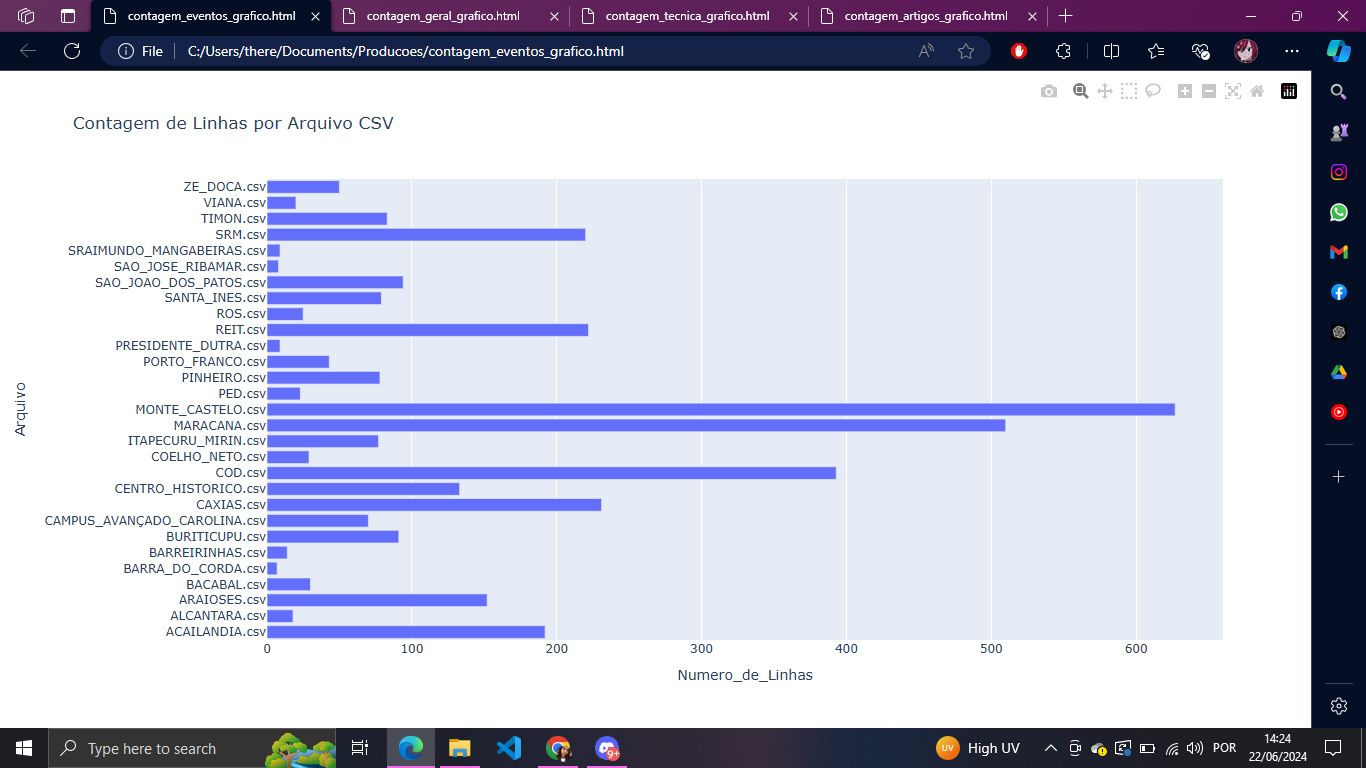 contagem_eventos_grafico.html
contagem_geral_grafico.html
contagem_tecnica_grafico.html
contagem_artigos_grafico.html
File
C:/Users/there/Documents/Producoes/contagem_eventos_grafico.html
Contagem de Linhas por Arquivo CSV
Arquivo
ZE_DOCA.csv
VIANA.csv
TIMON.csv
SRM.csv
SRAIMUNDO_MANGABEIRAS.csv
SAO_JOSE_RIBAMAR.csv
SAO_JOAO_DOS_PATOS.csv
SANTA_INES.csv
ROS.csv
REIT.csv
PRESIDENTE_DUTRA.csv
PORTO_FRANCO.csv
PINHEIRO.csv
PED.csv
MONTE_CASTELO.csv
MARACANA.csv
ITAPECURU_MIRIN.csv
COELHO_NETO.csv
COD.csv
CENTRO_HISTORICO.csv
CAXIAS.csv
CAMPUS_AVANÇADO_CAROLINA.csv
BURITICUPU.csv
BARREIRINHAS.csv
BARRA_DO_CORDA.csv
BACABAL.csv
ARAIOSES.csv
ALCANTARA.csv
ACAILANDIA.csv
0 100 200 300 400 500 600
Numero_de_Linhas
Type here to search
9+
UV
High UV
POR
14:24
22/06/2024